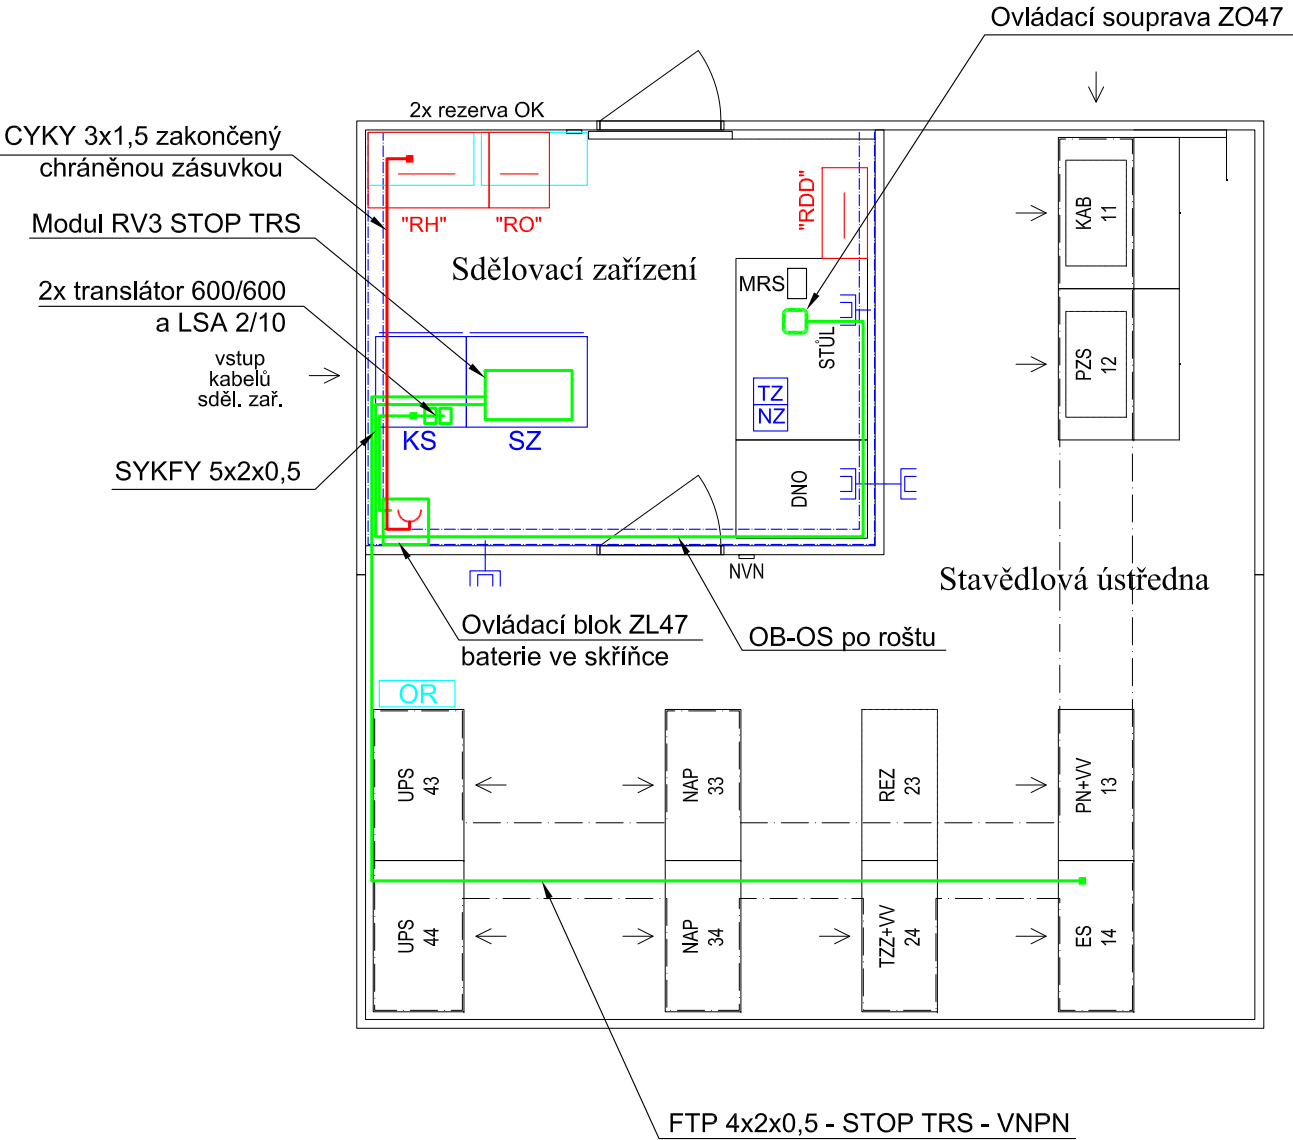 Ovládací souprava ZO47
2x rezerva OK
CYKY 3x1,5 zakončený
chráněnou zásuvkou
Modul RV3 STOP TRS
2x translátor 600/600
a LSA 2/10
vstup
kabelů
sděl. zař.
SYKFY 5x2x0,5
"RH"
"RO"
"RDD"
Sdělovací zařízení
MRS
STŮL
TZ
NZ
KS
SZ
DNO
NVN
KAB
11
PZS
12
Stavědlová ústředna
Ovládací blok ZL47
baterie ve skříňce
OB-OS po roštu
OR
UPS
43
NAP
33
REZ
23
PN+VV
13
UPS
44
NAP
34
TZZ+VV
24
ES
14
FTP 4x2x0,5 - STOP TRS - VNPN